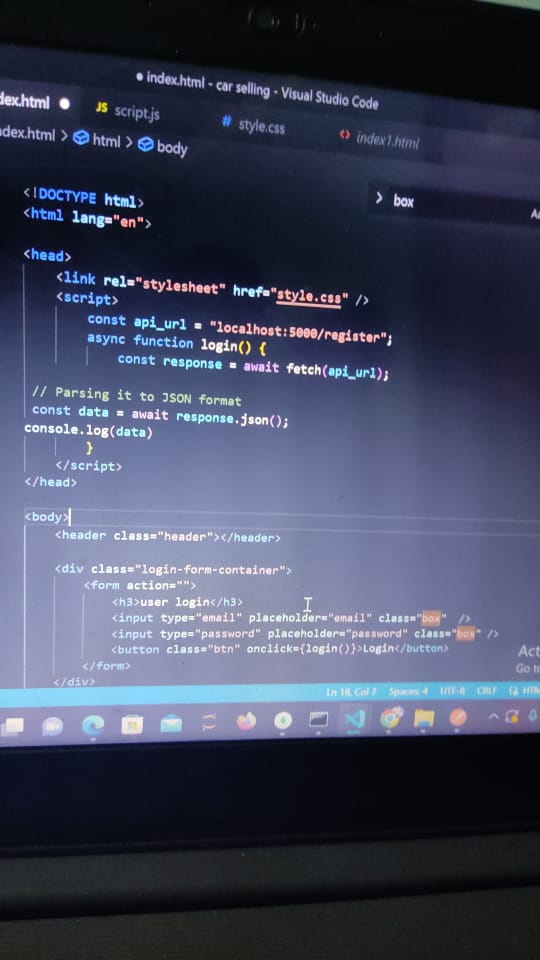 ● index.html - car selling - Visual Studio Code
dex.html ● JS script.js # style.css <> index1.html
dex.html > html > body
> box
<!DOCTYPE html>
<html lang="en">
<head>
<link rel="stylesheet" href="style.css" />
<script>
const api_url = "localhost:5000/register";
async function login() {
const response = await fetch(api_url);
// Parsing it to JSON format
const data = await response.json();
console.log(data)
}
</script>
</head>
<body>
<header class="header"></header>
<div class="login-form-container">
<form action="">
<h3>user login</h3>
<input type="email" placeholder="email" class="box" />
<input type="password" placeholder="password" class="box" />
<button class="btn" onclick={login()}>Login</button>
</form>
</div>
Act
Go to
Ln 18, Col 7 Spaces: 4 UTF-8 CRLF HTM